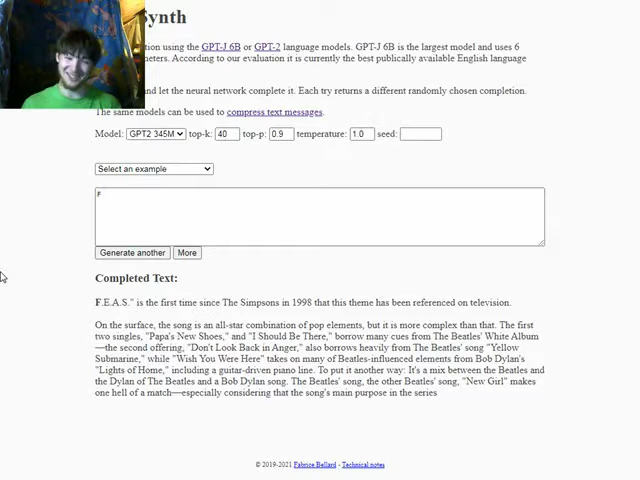 Synth
tion using the GPT-J 6B or GPT-2 language models. GPT-J 6B is the largest model and uses 6
meters. According to our evaluation it is currently the best publically available English language
and let the neural network complete it. Each try returns a different randomly chosen completion.
The same models can be used to compress text messages.
Model: GPT2 345M top-k: 40 top-p: 0.9 temperature: 1.0 seed:
Select an example
F
Generate another More
Completed Text:
F.E.A.S." is the first time since The Simpsons in 1998 that this theme has been referenced on television.
On the surface, the song is an all-star combination of pop elements, but it is more complex than that. The first
two singles, "Papa's New Shoes," and "I Should Be There," borrow many cues from The Beatles' White Album
—the second offering, "Don't Look Back in Anger," also borrows heavily from The Beatles' song "Yellow
Submarine," while "Wish You Were Here" takes on many of Beatles-influenced elements from Bob Dylan's
"Lights of Home," including a guitar-driven piano line. To put it another way: It's a mix between the Beatles and
the Dylan of The Beatles and a Bob Dylan song. The Beatles' song, the other Beatles' song, "New Girl" makes
one hell of a match—especially considering that the song's main purpose in the series
© 2019-2021 Fabrice Bellard - Technical notes